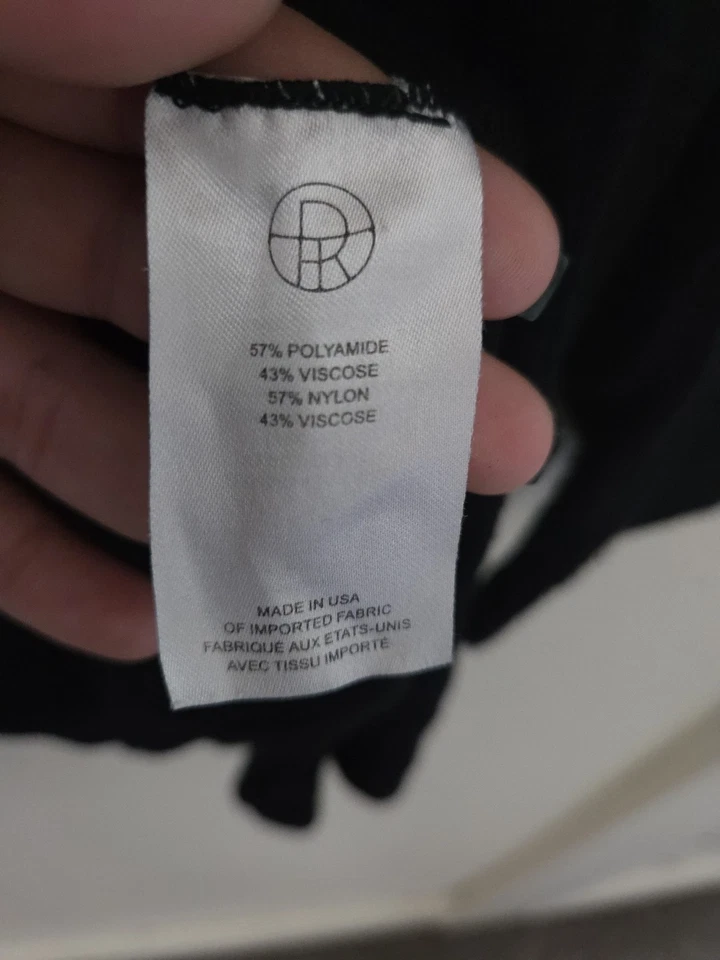 57% POLYAMIDE
43% VISCOSE
57% NYLON
43% VISCOSE
MADE IN USA
OF IMPORTED FABRIC
FABRIQUÉ AUX ETATS-UNIS
AVEC TISSU IMPORTÉ